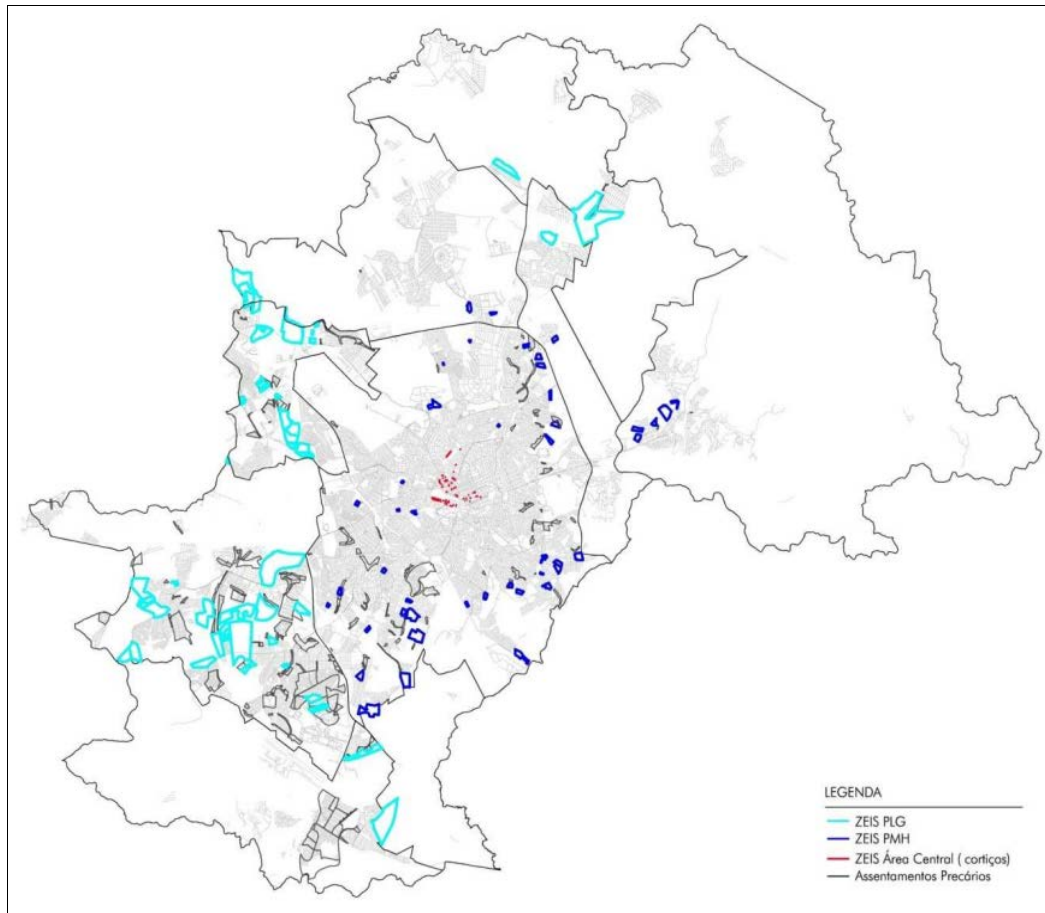 LEGENDA
ZEIS PLG
ZEIS PMH
ZEIS Área Central ( cortiços)
Assentamentos Precários